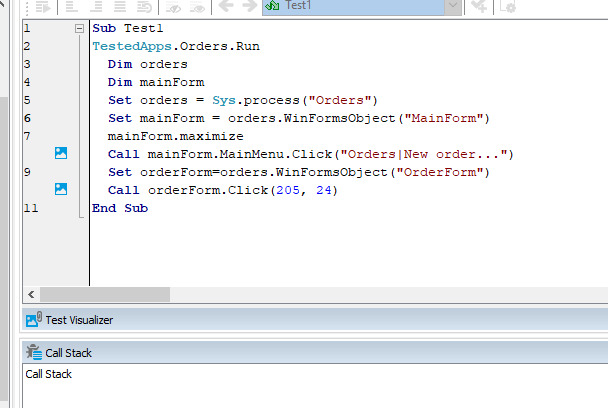 Test1
1 Sub Test1
2 TestedApps.Orders.Run
3 Dim orders
4 Dim mainForm
5 Set orders = Sys.process("Orders")
6 Set mainForm = orders.WinFormsObject("MainForm")
7 mainForm.maximize
Call mainForm.MainMenu.Click("Orders|New order...")
9 Set orderForm=orders.WinFormsObject("OrderForm")
Call orderForm.Click(205, 24)
11 End Sub
Test Visualizer
Call Stack
Call Stack